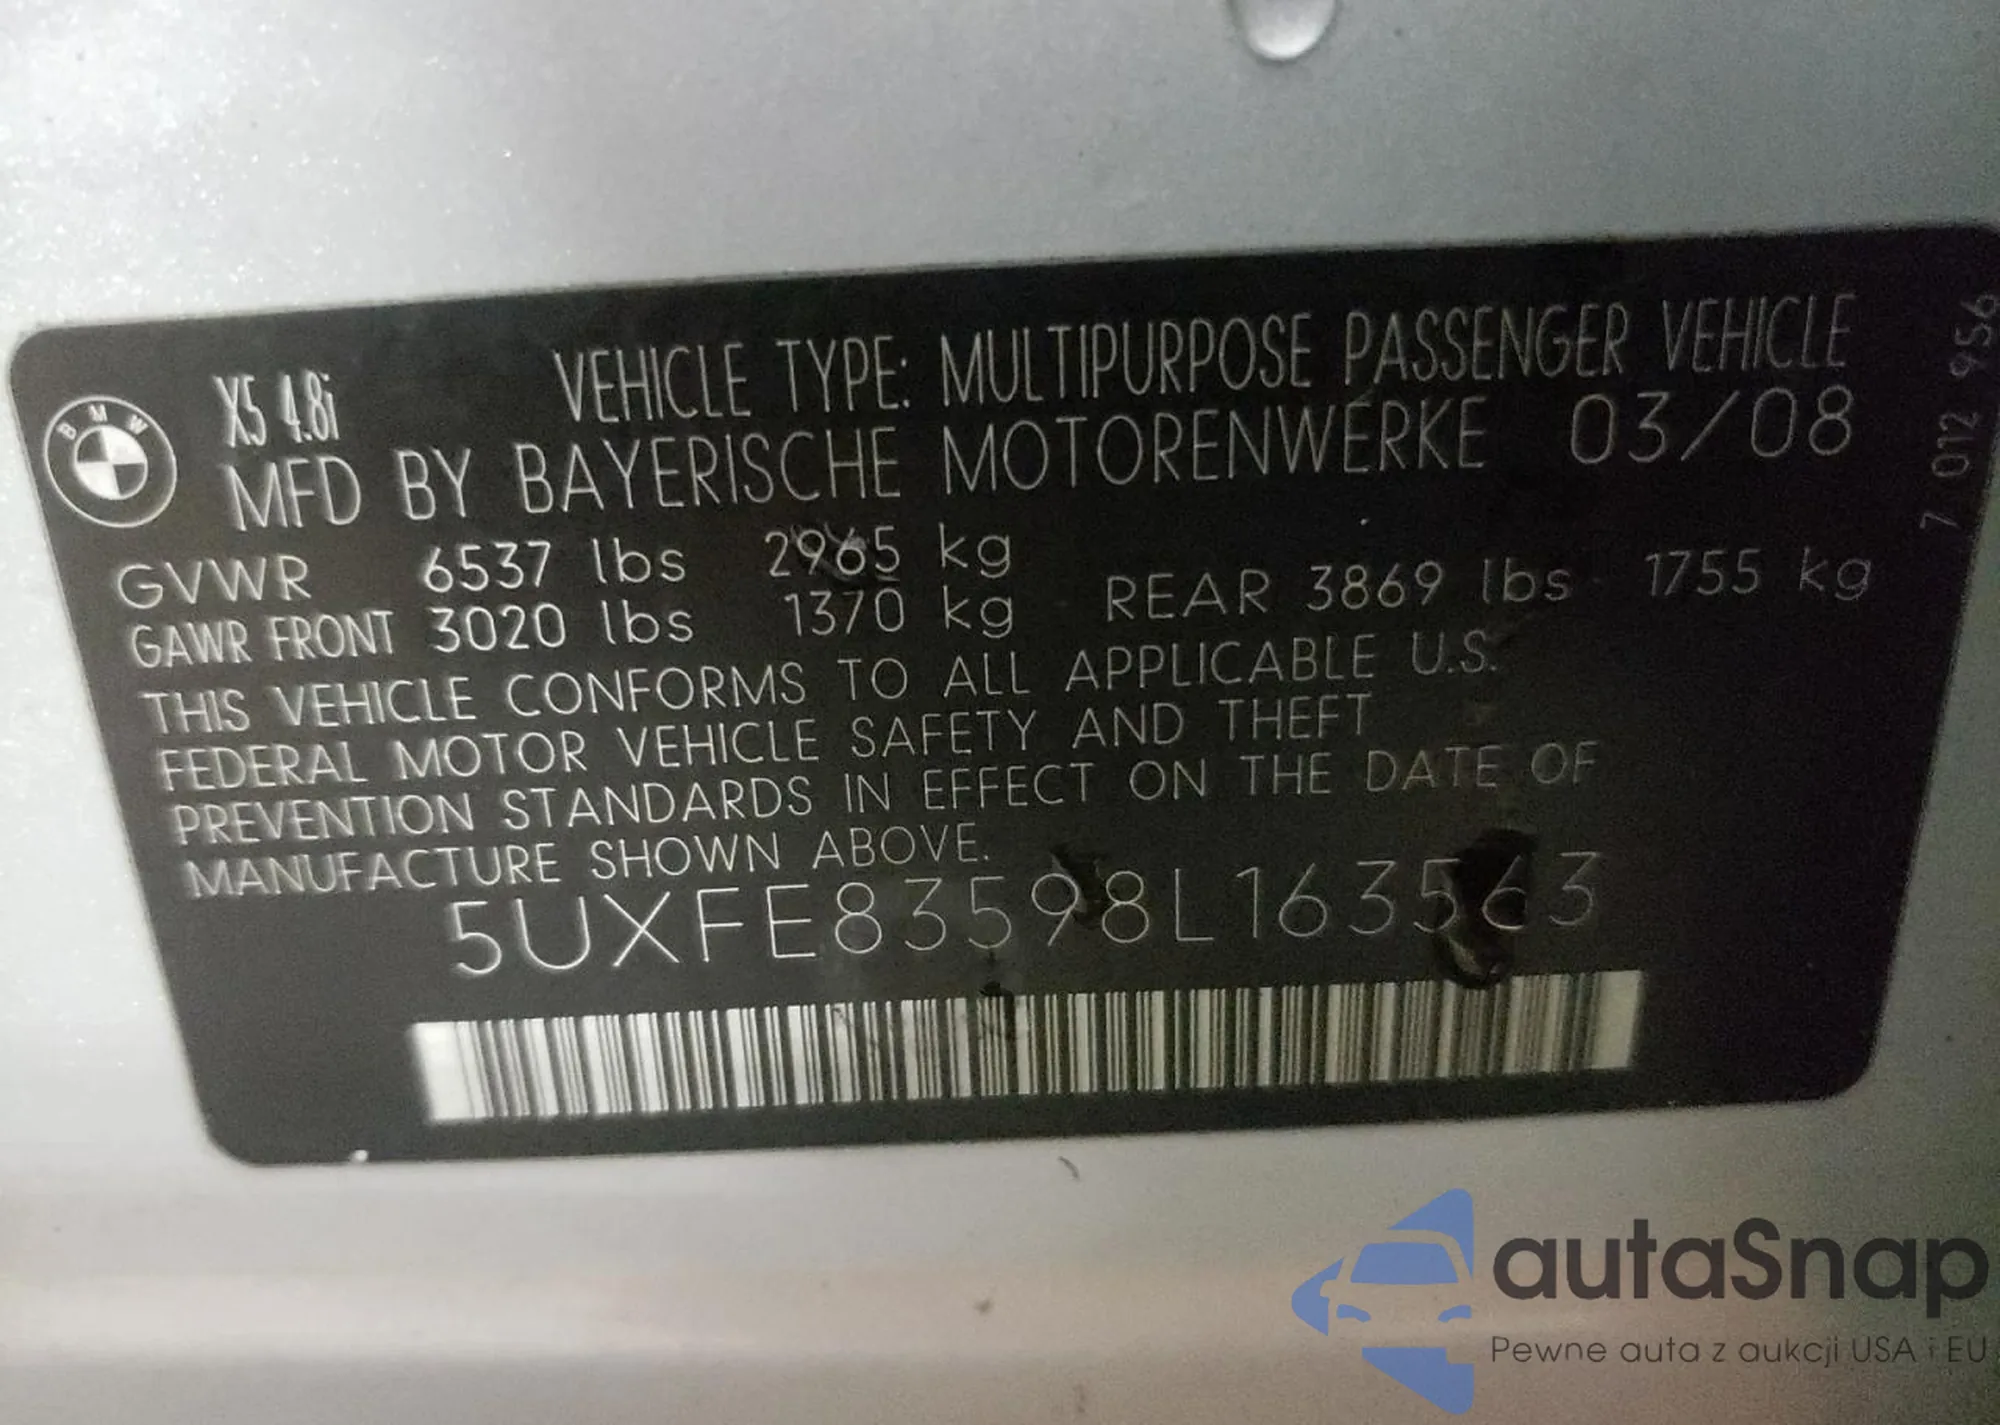 BMW
X5 4.8i
VEHICLE TYPE: MULTIPURPOSE PASSENGER VEHICLE
MFD BY BAYERISCHE MOTORENWERKE 03/08
GVWR 6537 lbs 2965 kg
GAWR FRONT 3020 lbs 1370 kg REAR 3869 lbs 1755 kg
THIS VEHICLE CONFORMS TO ALL APPLICABLE U.S.
FEDERAL MOTOR VEHICLE SAFETY AND THEFT
PREVENTION STANDARDS IN EFFECT ON THE DATE OF
MANUFACTURE SHOWN ABOVE.
5UXFE83598L163563
7 012 956
autaSnap
Pewne auta z aukcji USA i EU